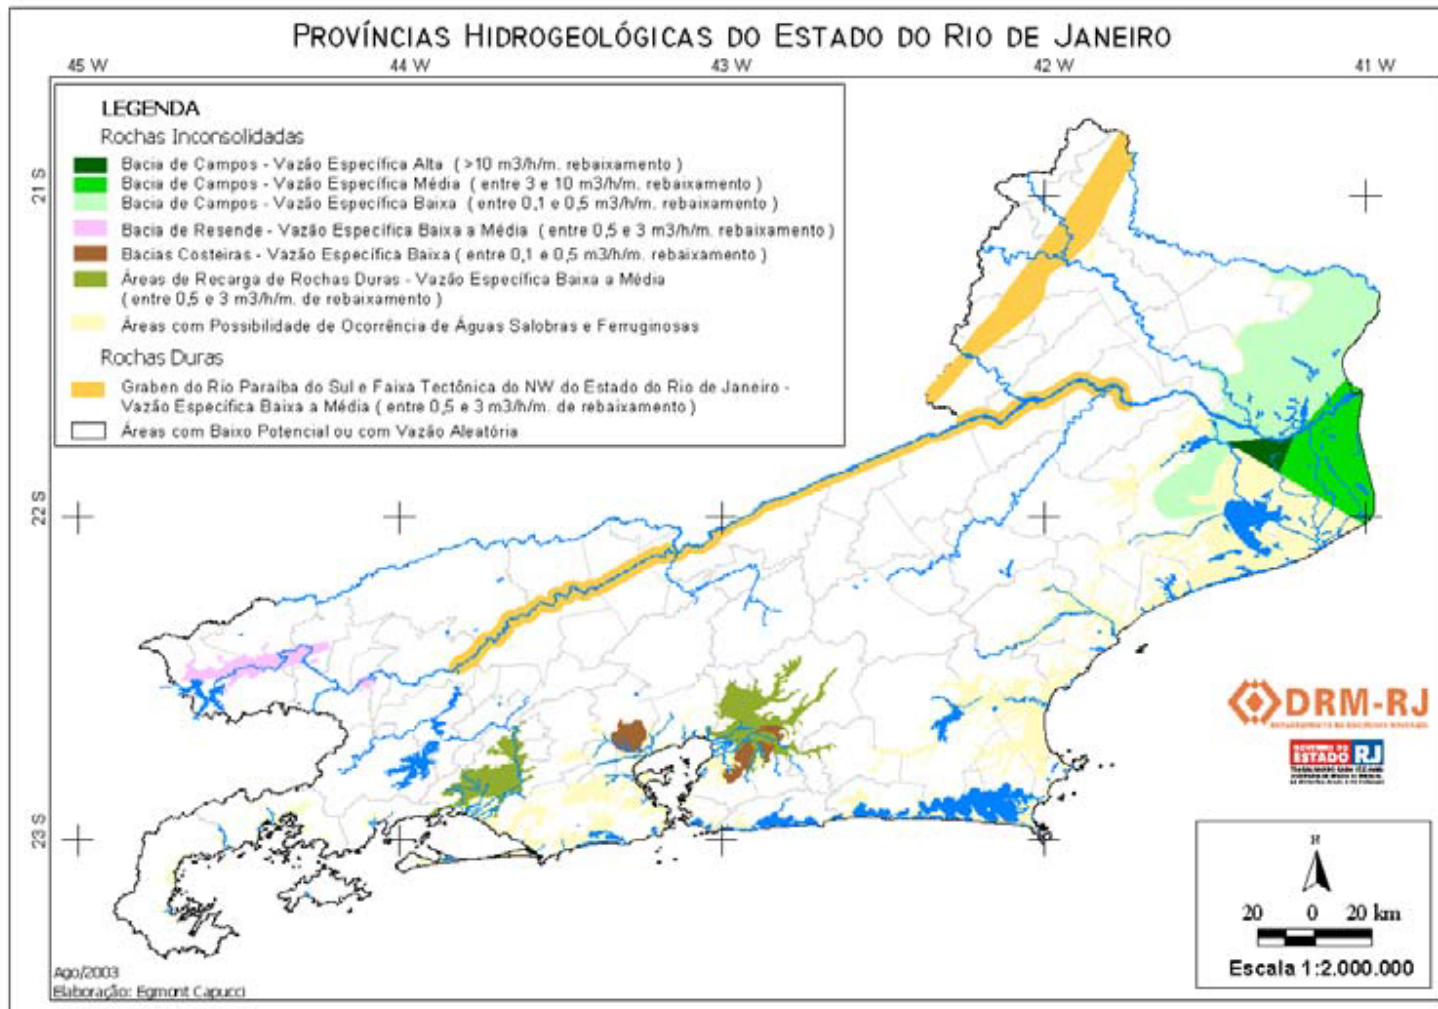 PROVÍNCIAS HIDROGEOLÓGICAS DO ESTADO DO RIO DE JANEIRO
45 W 44 W 43 W 42 W 41 W
LEGENDA
Rochas Inconsolidadas
Bacia de Campos - Vazão Específica Alta ( >10 m3/h/m. rebaixamento )
Bacia de Campos - Vazão Específica Média ( entre 3 e 10 m3/h/m. rebaixamento )
Bacia de Campos - Vazão Específica Baixa ( entre 0,1 e 0,5 m3/h/m. rebaixamento )
Bacia de Resende - Vazão Específica Baixa a Média ( entre 0,5 e 3 m3/h/m. rebaixamento )
Bacias Costeiras - Vazão Específica Baixa ( entre 0,1 e 0,5 m3/h/m. rebaixamento )
Áreas de Recarga de Rochas Duras - Vazão Específica Baixa a Média
( entre 0,5 e 3 m3/h/m. de rebaixamento )
Áreas com Possibilidade de Ocorrência de Águas Salobras e Ferruginosas
Rochas Duras
Graben do Rio Paraíba do Sul e Faixa Tectônica do NW do Estado do Rio de Janeiro -
Vazão Específica Baixa a Média ( entre 0,5 e 3 m3/h/m. de rebaixamento )
Áreas com Baixo Potencial ou com Vazão Aleatória
21 S
22 S
23 S
DRM-RJ
GOVERNO DO
ESTADO RJ
N
20 0 20 km
Escala 1:2.000.000
Ago/2003
Elaboração: Egmont Capucci